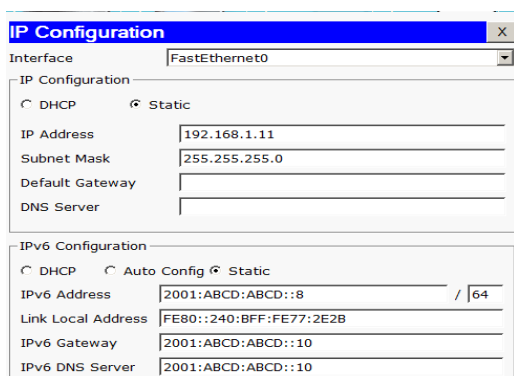 IP Configuration X
Interface FastEthernet0
IP Configuration
DHCP Static
IP Address 192.168.1.11
Subnet Mask 255.255.255.0
Default Gateway
DNS Server
IPv6 Configuration
DHCP Auto Config Static
IPv6 Address 2001:ABCD:ABCD::8 / 64
Link Local Address FE80::240:BFF:FE77:2E2B
IPv6 Gateway 2001:ABCD:ABCD::10
IPv6 DNS Server 2001:ABCD:ABCD::10